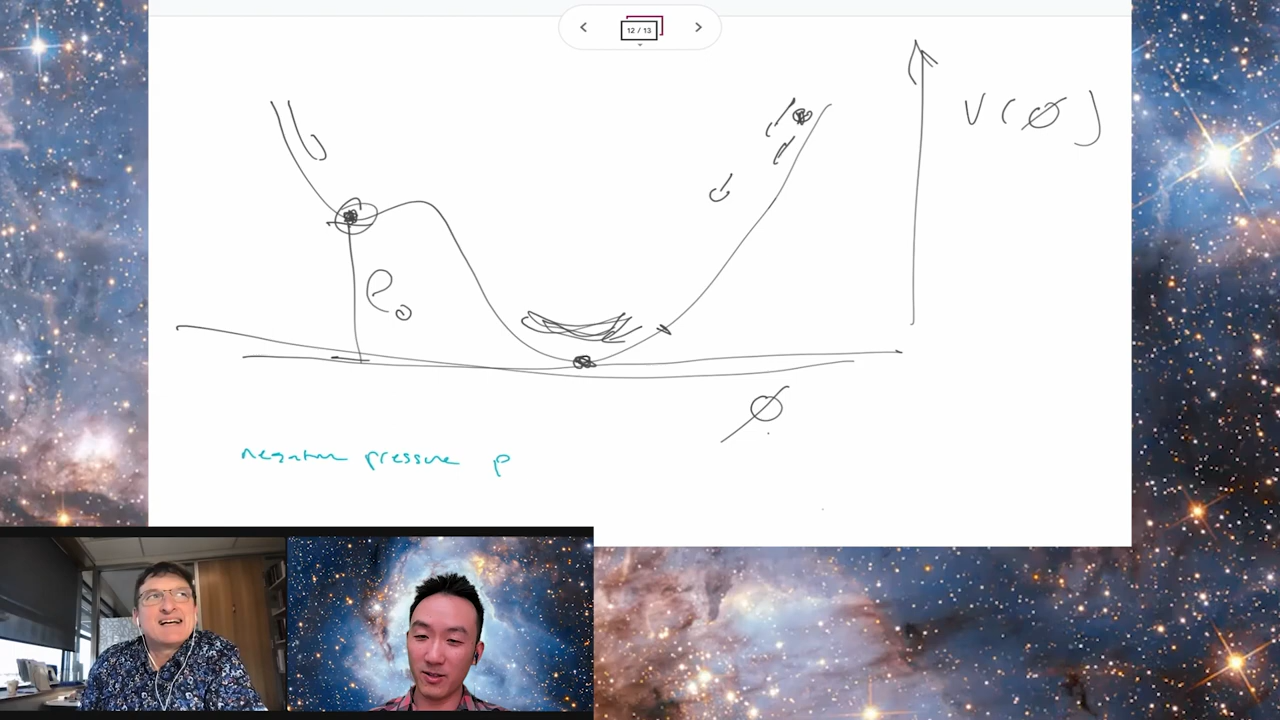 12 / 13
V(ϕ)
ρ₀
ϕ
negative pressure p